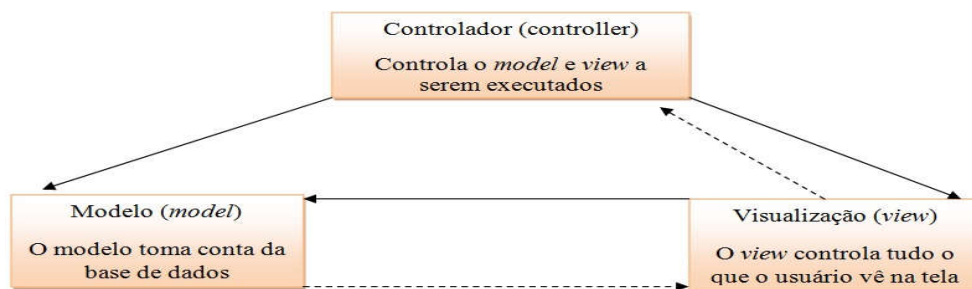 Controlador (controller)
Controla o model e view a
serem executados
Modelo (model)
O modelo toma conta da
base de dados
Visualização (view)
O view controla tudo o
que o usuário vê na tela